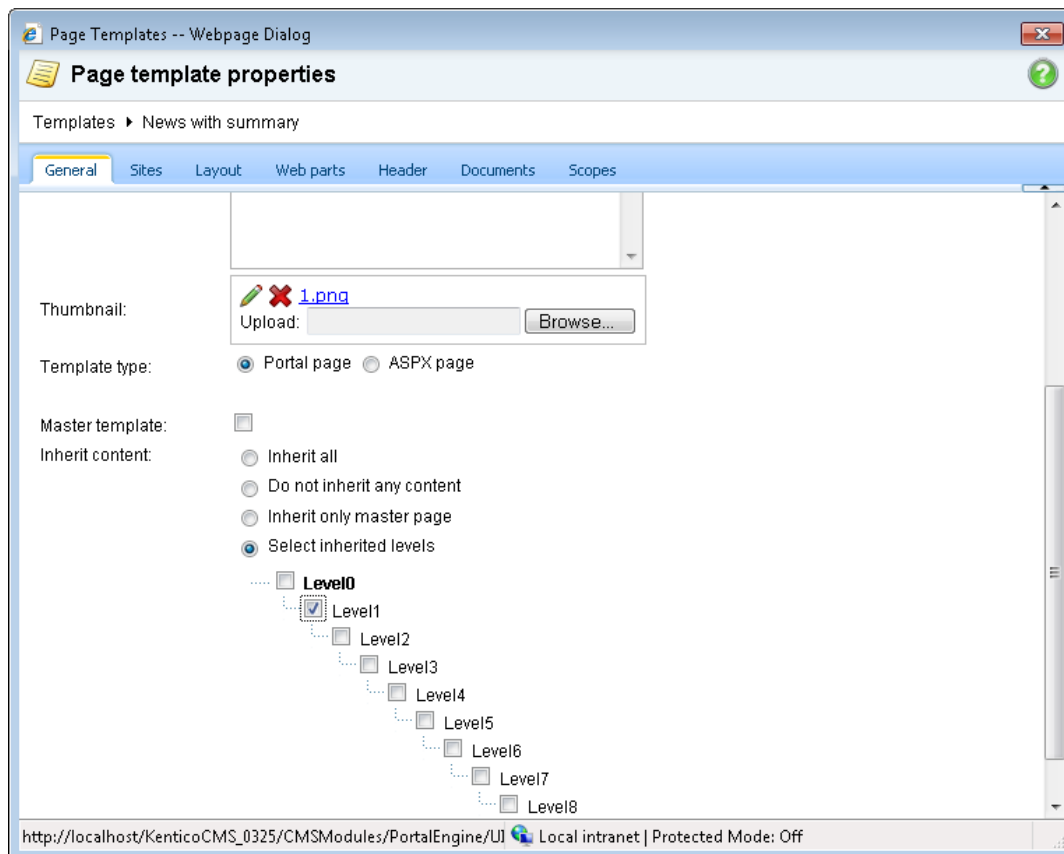 Page Templates -- Webpage Dialog
Page template properties
Templates ▸ News with summary
General Sites Layout Web parts Header Documents Scopes
Thumbnail:
1.png
Upload: Browse...
Template type: Portal page ASPX page
Master template:
Inherit content: Inherit all
Do not inherit any content
Inherit only master page
Select inherited levels
Level0
Level1
Level2
Level3
Level4
Level5
Level6
Level7
Level8
http://localhost/KenticoCMS_0325/CMSModules/PortalEngine/UI Local intranet | Protected Mode: Off